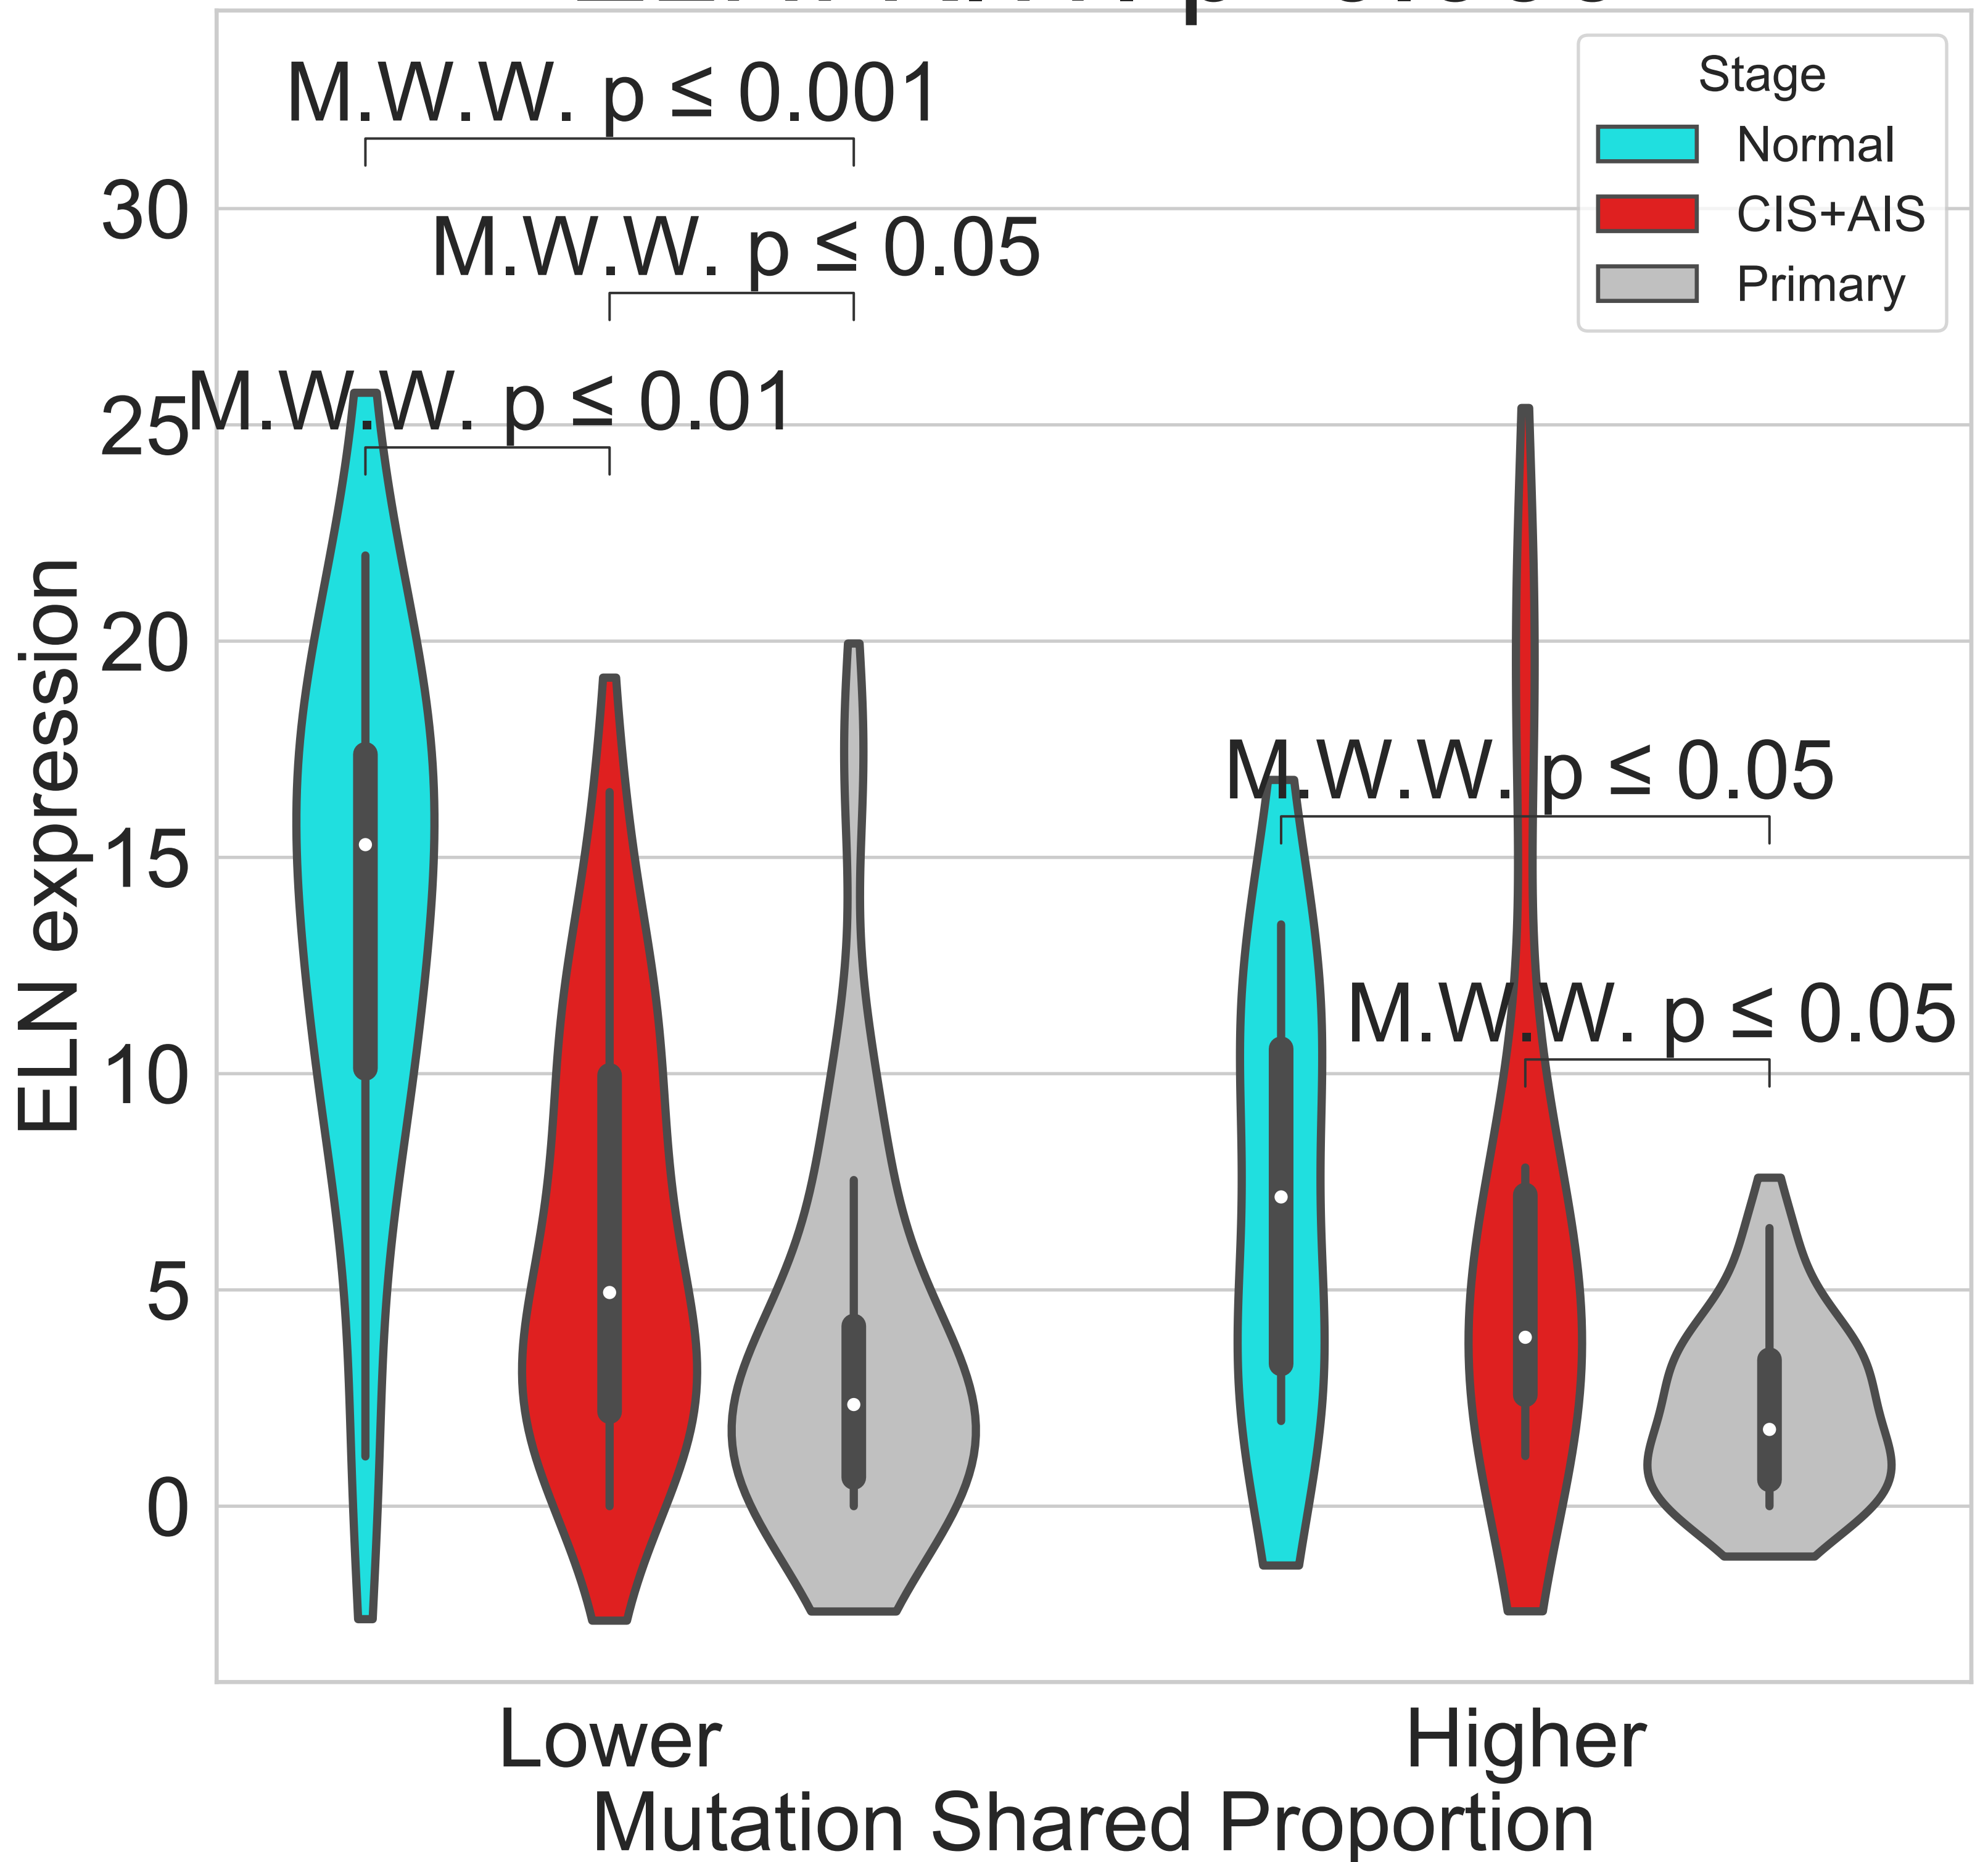 M.W.W. p ≤ 0.001
Stage
Normal
CIS+AIS
Primary
30
M.W.W. p ≤ 0.05
25
M.W.W. p ≤ 0.01
20
M.W.W. p ≤ 0.05
15
M.W.W. p ≤ 0.05
10
5
0
ELN expression
Lower
Higher
Mutation Shared Proportion